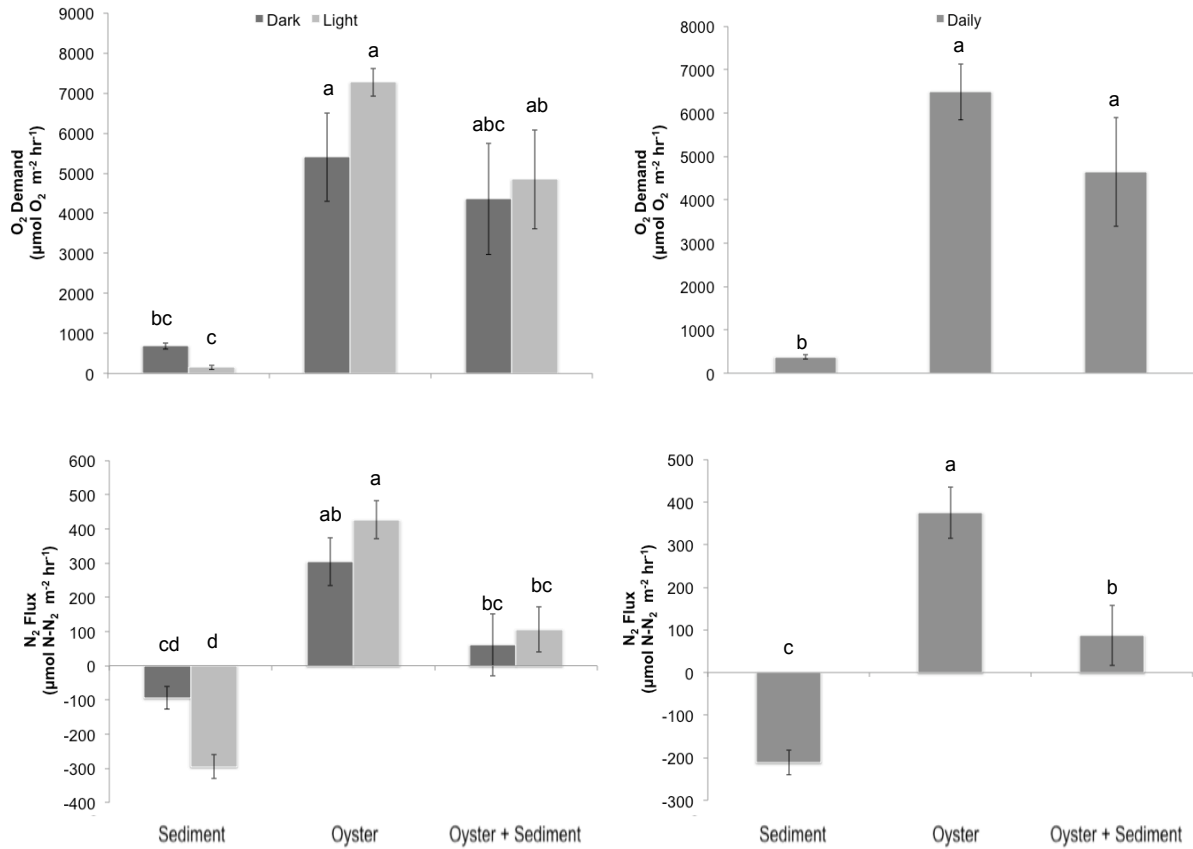 Dark Light
9000
8000
7000
6000
5000
4000
3000
2000
1000
0
O₂ Demand
(µmol O₂ m⁻² hr⁻¹)
bc
c
a
a
abc
ab
Daily
8000
7000
6000
5000
4000
3000
2000
1000
0
O₂ Demand
(µmol O₂ m⁻² hr⁻¹)
b
a
a
600
500
400
300
200
100
0
-100
-200
-300
-400
N₂ Flux
(µmol N-N₂ m⁻² hr⁻¹)
cd
d
ab
a
bc
bc
Sediment Oyster Oyster + Sediment
500
400
300
200
100
0
-100
-200
-300
N₂ Flux
(µmol N-N₂ m⁻² hr⁻¹)
c
a
b
Sediment Oyster Oyster + Sediment